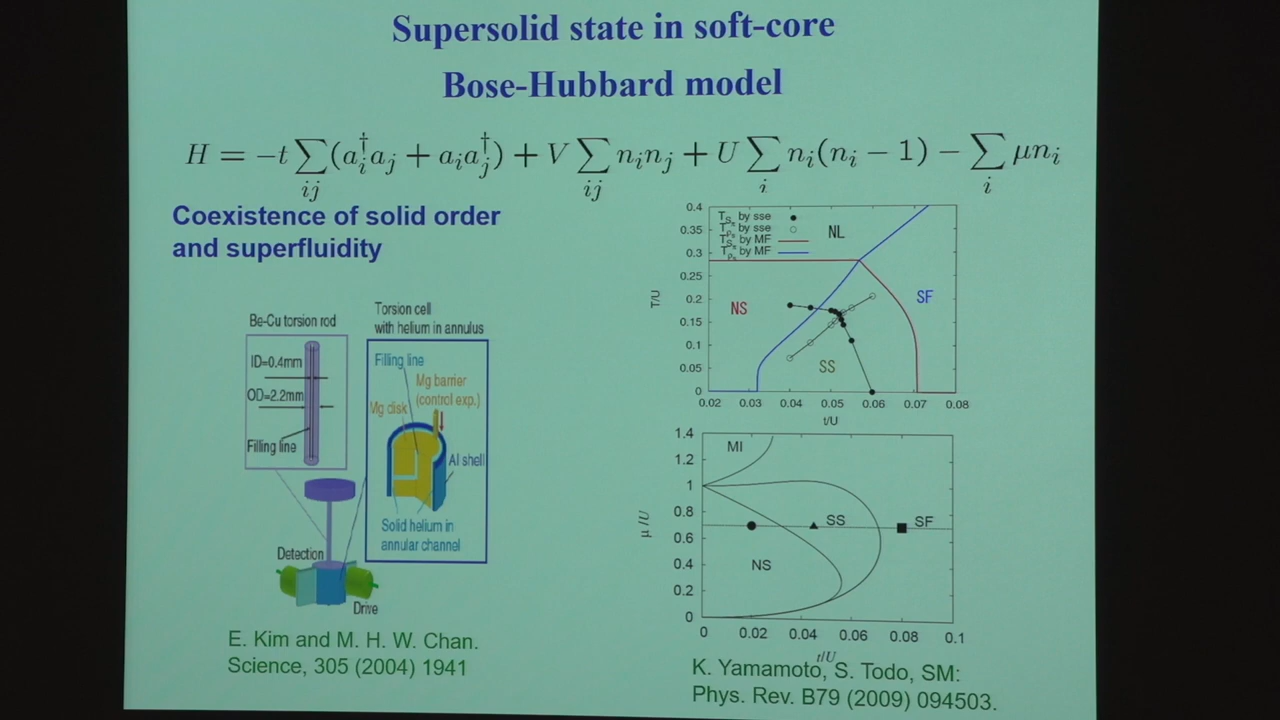 Supersolid state in soft-core
Bose-Hubbard model
H = −t∑ij(a†i aj + ai a†j) + V∑ij ni nj + U∑i ni(ni − 1) − ∑i μni
Coexistence of solid order
and superfluidity
Be-Cu torsion rod
ID=0.4mm
OD=2.2mm
Filling line
Torsion cell
with helium in annulus
Filling line
Mg barrier
(control exp.)
Mg disk
Al shell
Solid helium in
annular channel
Detection
Drive
E. Kim and M. H. W. Chan.
Science, 305 (2004) 1941
0.4
0.35
0.3
0.25
0.2
0.15
0.1
0.05
0
T/U
by sse
by sse
by MF
by MF
NL
NS
SF
SS
0.02 0.03 0.04 0.05 0.06 0.07 0.08
t/U
1.4
1.2
1
0.8
0.6
0.4
0.2
0
μ/U
MI
SS
SF
NS
0 0.02 0.04 0.06 0.08 0.1
t/U
K. Yamamoto, S. Todo, SM:
Phys. Rev. B79 (2009) 094503.